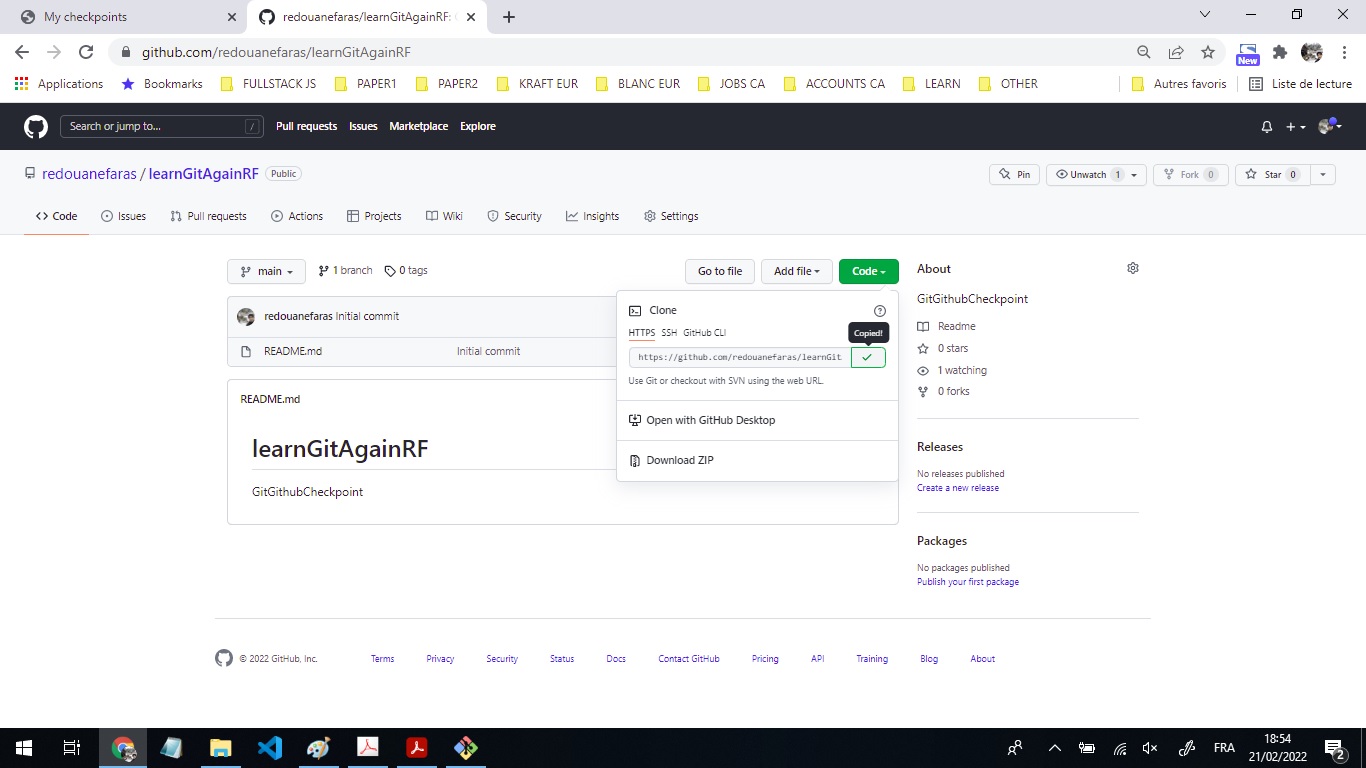 My checkpoints
redouanefaras/learnGitAgainRF:
github.com/redouanefaras/learnGitAgainRF
New
Applications Bookmarks FULLSTACK JS PAPER1 PAPER2 KRAFT EUR BLANC EUR JOBS CA ACCOUNTS CA LEARN OTHER Autres favoris Liste de lecture
Search or jump to... / Pull requests Issues Marketplace Explore
redouanefaras / learnGitAgainRF Public Pin Unwatch 1 Fork 0 Star 0
Code Issues Pull requests Actions Projects Wiki Security Insights Settings
main 1 branch 0 tags Go to file Add file Code
redouanefaras Initial commit
README.md Initial commit
Clone
HTTPS SSH GitHub CLI
Copied!
https://github.com/redouanefaras/learnGit
Use Git or checkout with SVN using the web URL.
Open with GitHub Desktop
Download ZIP
README.md
learnGitAgainRF
GitGithubCheckpoint
About
GitGithubCheckpoint
Readme
0 stars
1 watching
0 forks
Releases
No releases published
Create a new release
Packages
No packages published
Publish your first package
© 2022 GitHub, Inc. Terms Privacy Security Status Docs Contact GitHub Pricing API Training Blog About
FRA
18:54
21/02/2022
2